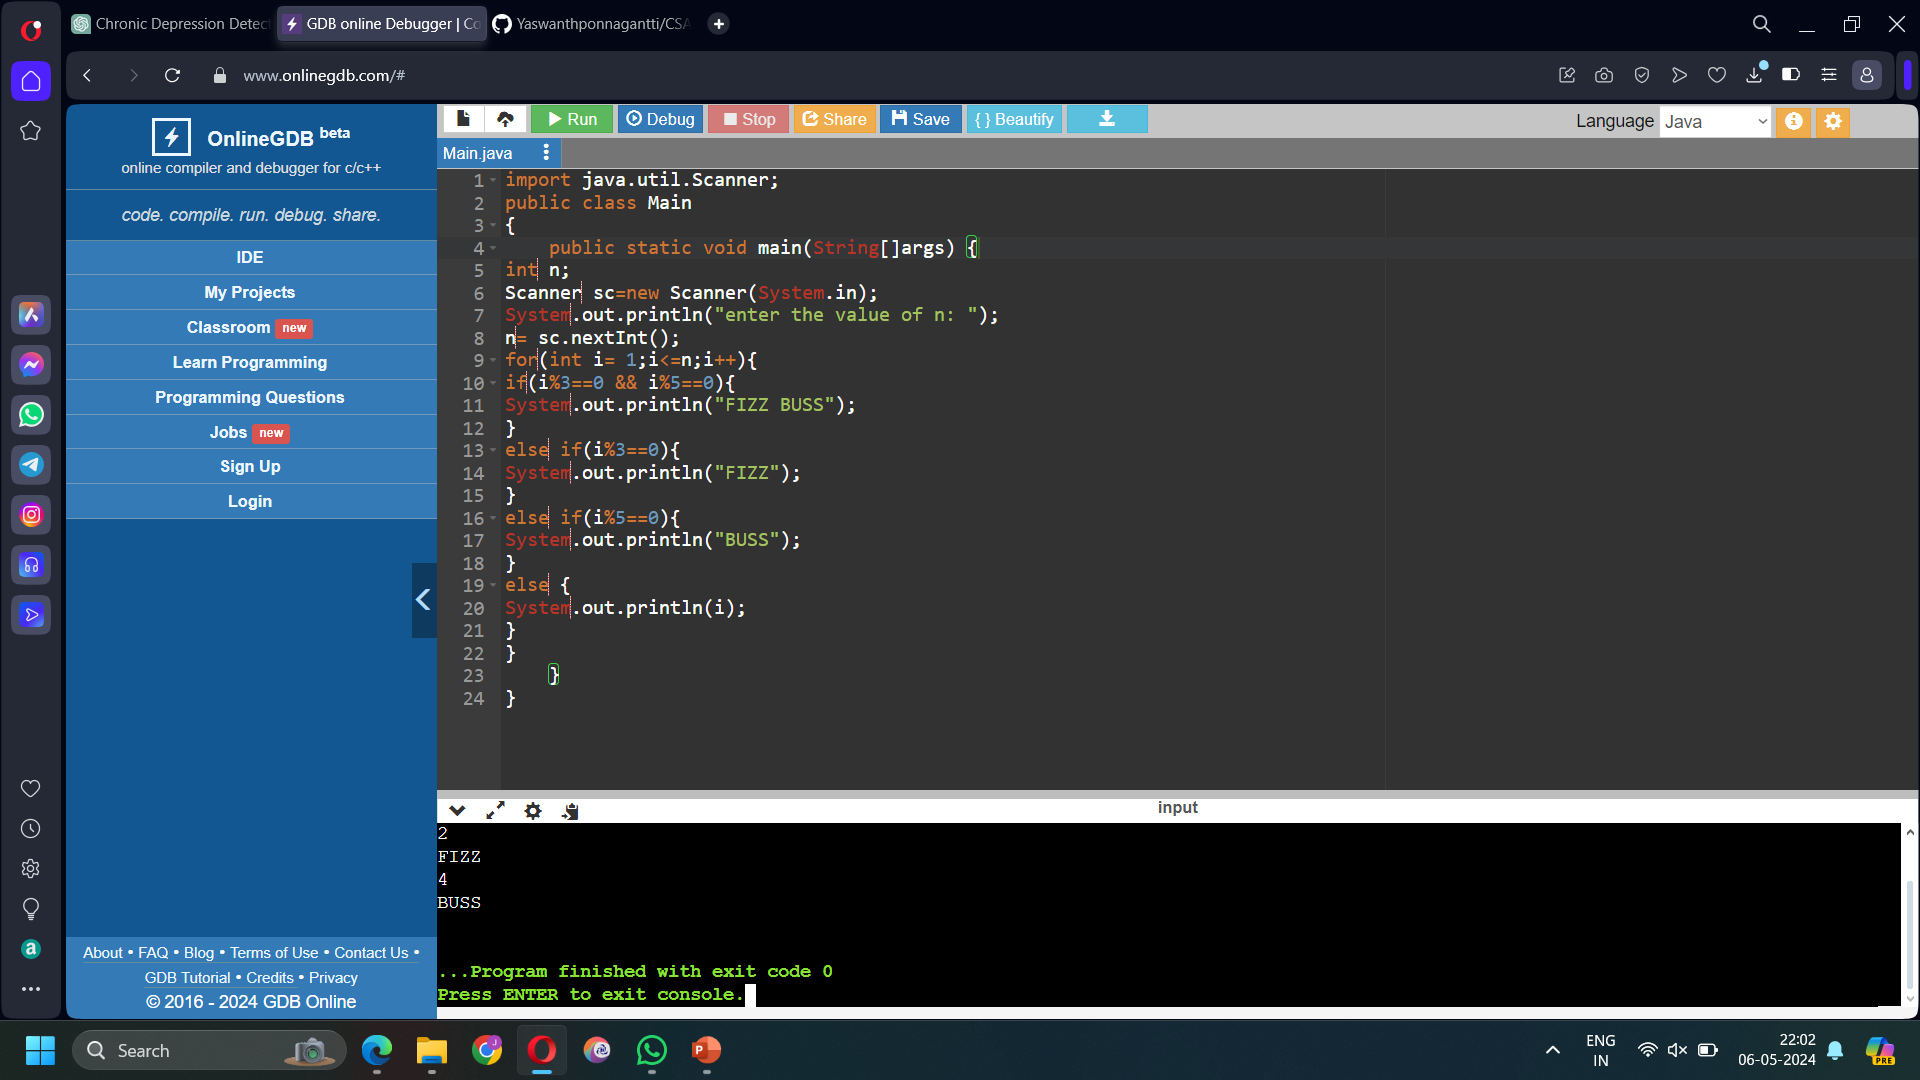 Chronic Depression Detect
GDB online Debugger | Co
Yaswanthponnagantti/CSA
www.onlinegdb.com/#
OnlineGDB beta
online compiler and debugger for c/c++
code. compile. run. debug. share.
IDE
My Projects
Classroom new
Learn Programming
Programming Questions
Jobs new
Sign Up
Login
About • FAQ • Blog • Terms of Use • Contact Us •
GDB Tutorial • Credits • Privacy
© 2016 - 2024 GDB Online
Run Debug Stop Share Save { } Beautify
Language Java
Main.java
1 import java.util.Scanner;
2 public class Main
3 {
4 public static void main(String[]args) {
5 int n;
6 Scanner sc=new Scanner(System.in);
7 System.out.println("enter the value of n: ");
8 n= sc.nextInt();
9 for(int i= 1;i<=n;i++){
10 if(i%3==0 && i%5==0){
11 System.out.println("FIZZ BUSS");
12 }
13 else if(i%3==0){
14 System.out.println("FIZZ");
15 }
16 else if(i%5==0){
17 System.out.println("BUSS");
18 }
19 else {
20 System.out.println(i);
21 }
22 }
23 }
24 }
input
2
FIZZ
4
BUSS
...Program finished with exit code 0
Press ENTER to exit console.
Search
ENG
IN
22:02
06-05-2024
PRE